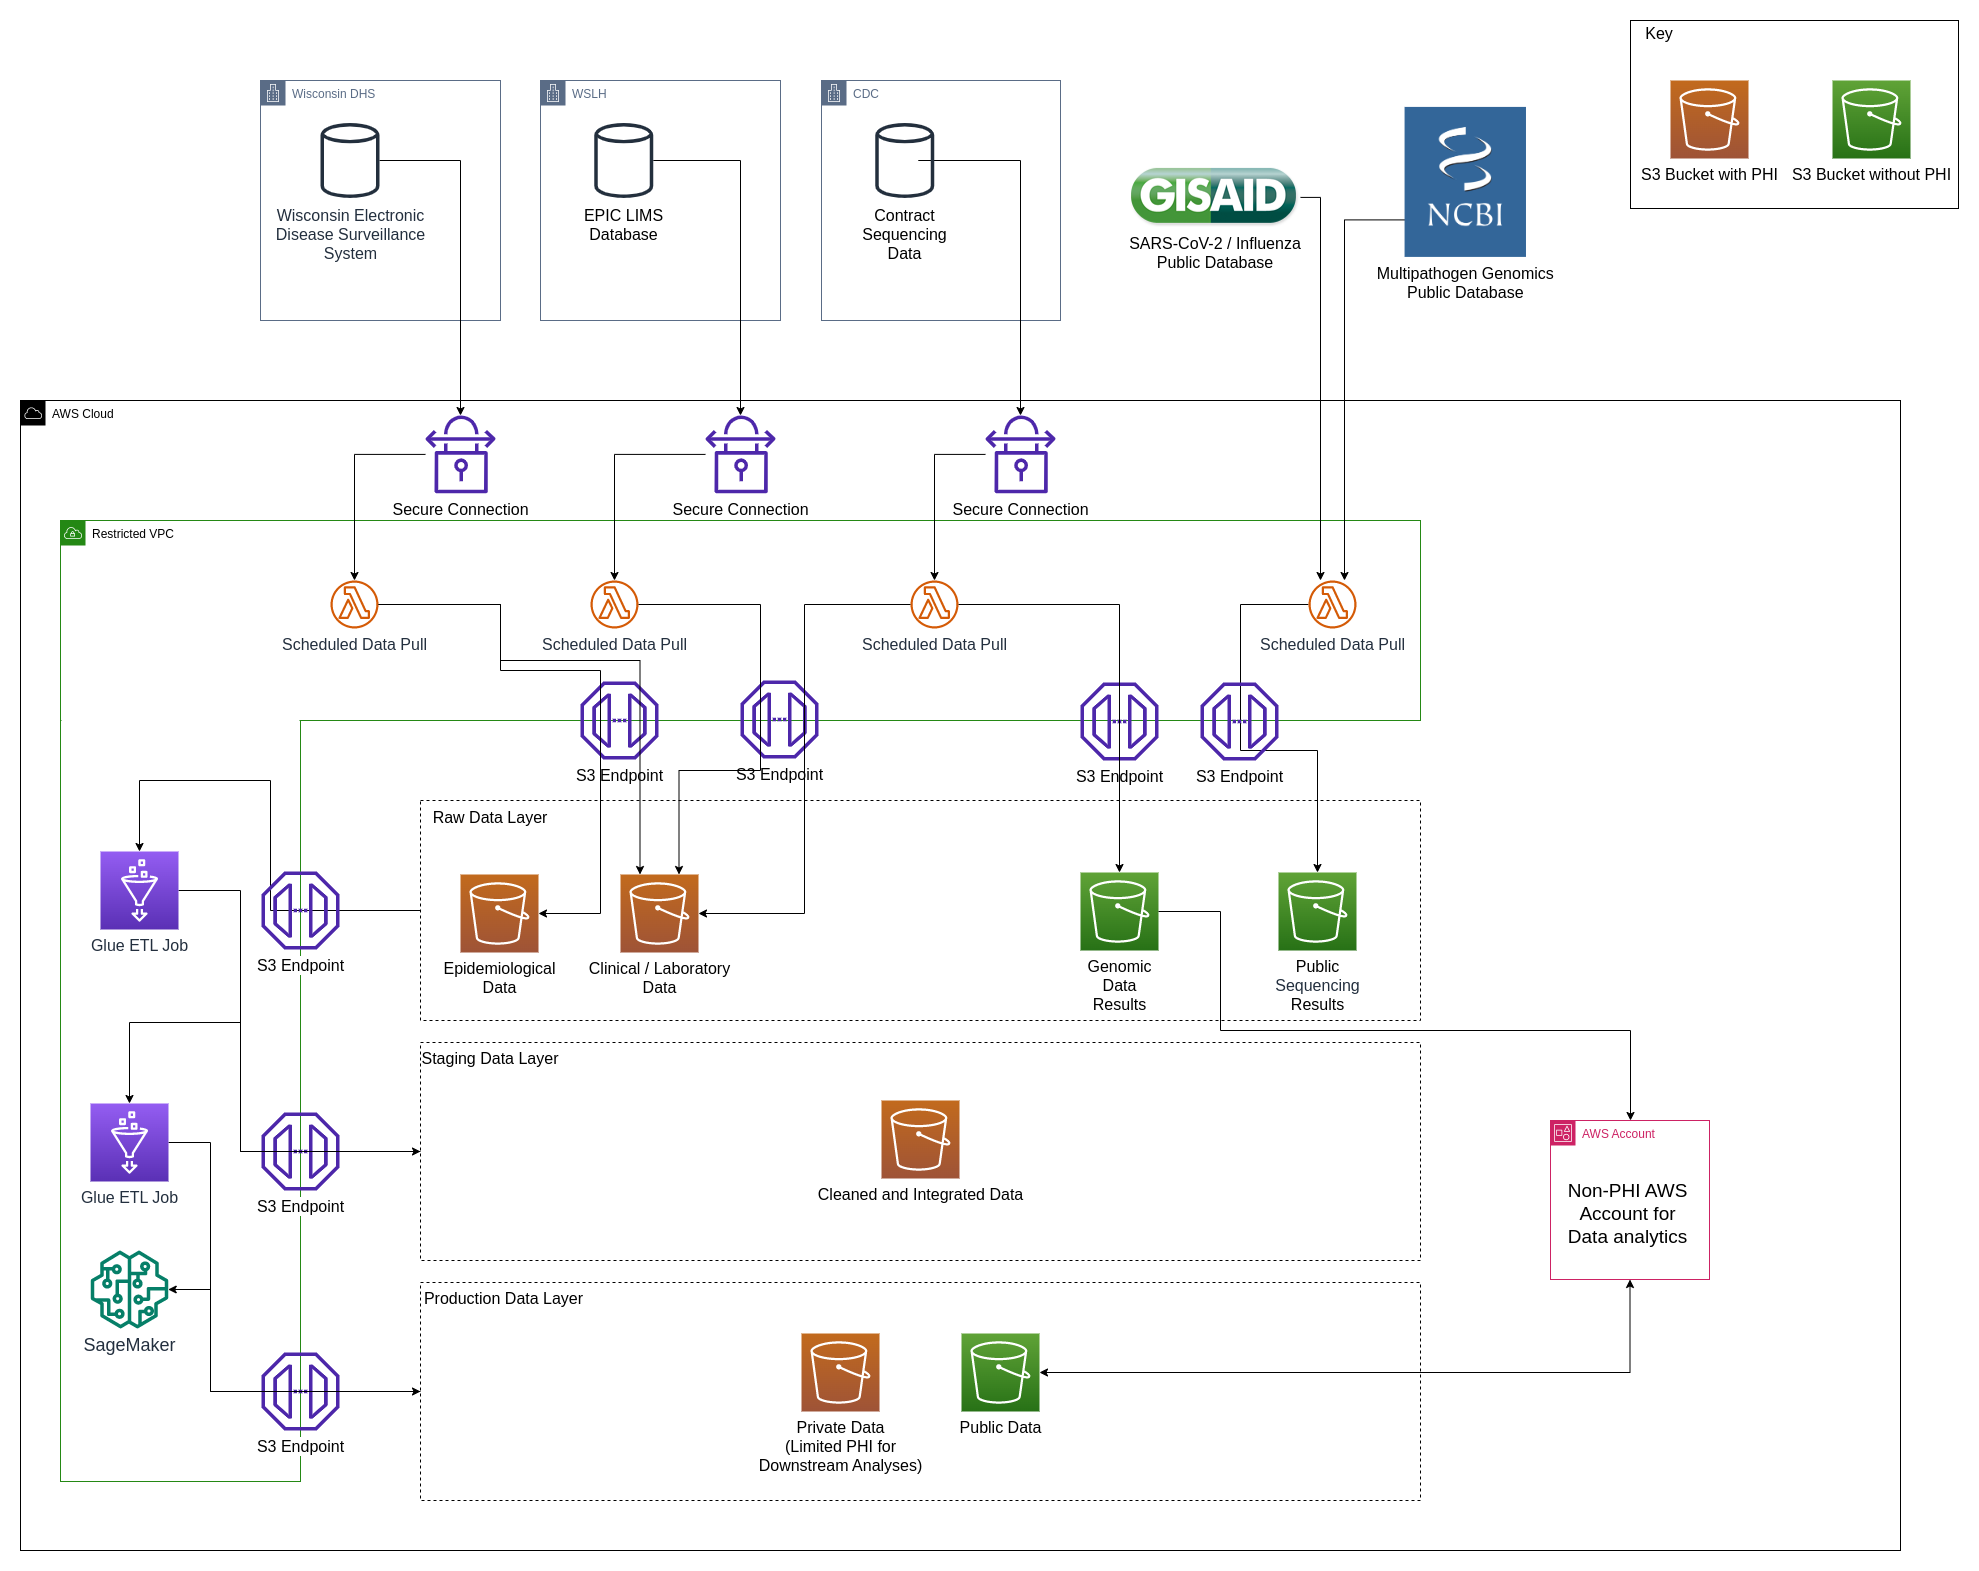 Key
S3 Bucket with PHI
S3 Bucket without PHI
Wisconsin DHS
Wisconsin Electronic
Disease Surveillance
System
WSLH
EPIC LIMS
Database
CDC
Contract
Sequencing
Data
GISAID
SARS-CoV-2 / Influenza
Public Database
NCBI
Multipathogen Genomics
Public Database
AWS Cloud
Secure Connection
Secure Connection
Secure Connection
Restricted VPC
Scheduled Data Pull
Scheduled Data Pull
Scheduled Data Pull
Scheduled Data Pull
S3 Endpoint
S3 Endpoint
S3 Endpoint
S3 Endpoint
Raw Data Layer
Glue ETL Job
S3 Endpoint
Epidemiological
Data
Clinical / Laboratory
Data
Genomic
Data
Results
Public
Sequencing
Results
Staging Data Layer
Glue ETL Job
S3 Endpoint
Cleaned and Integrated Data
AWS Account
Non-PHI AWS
Account for
Data analytics
Production Data Layer
SageMaker
S3 Endpoint
Private Data
(Limited PHI for
Downstream Analyses)
Public Data